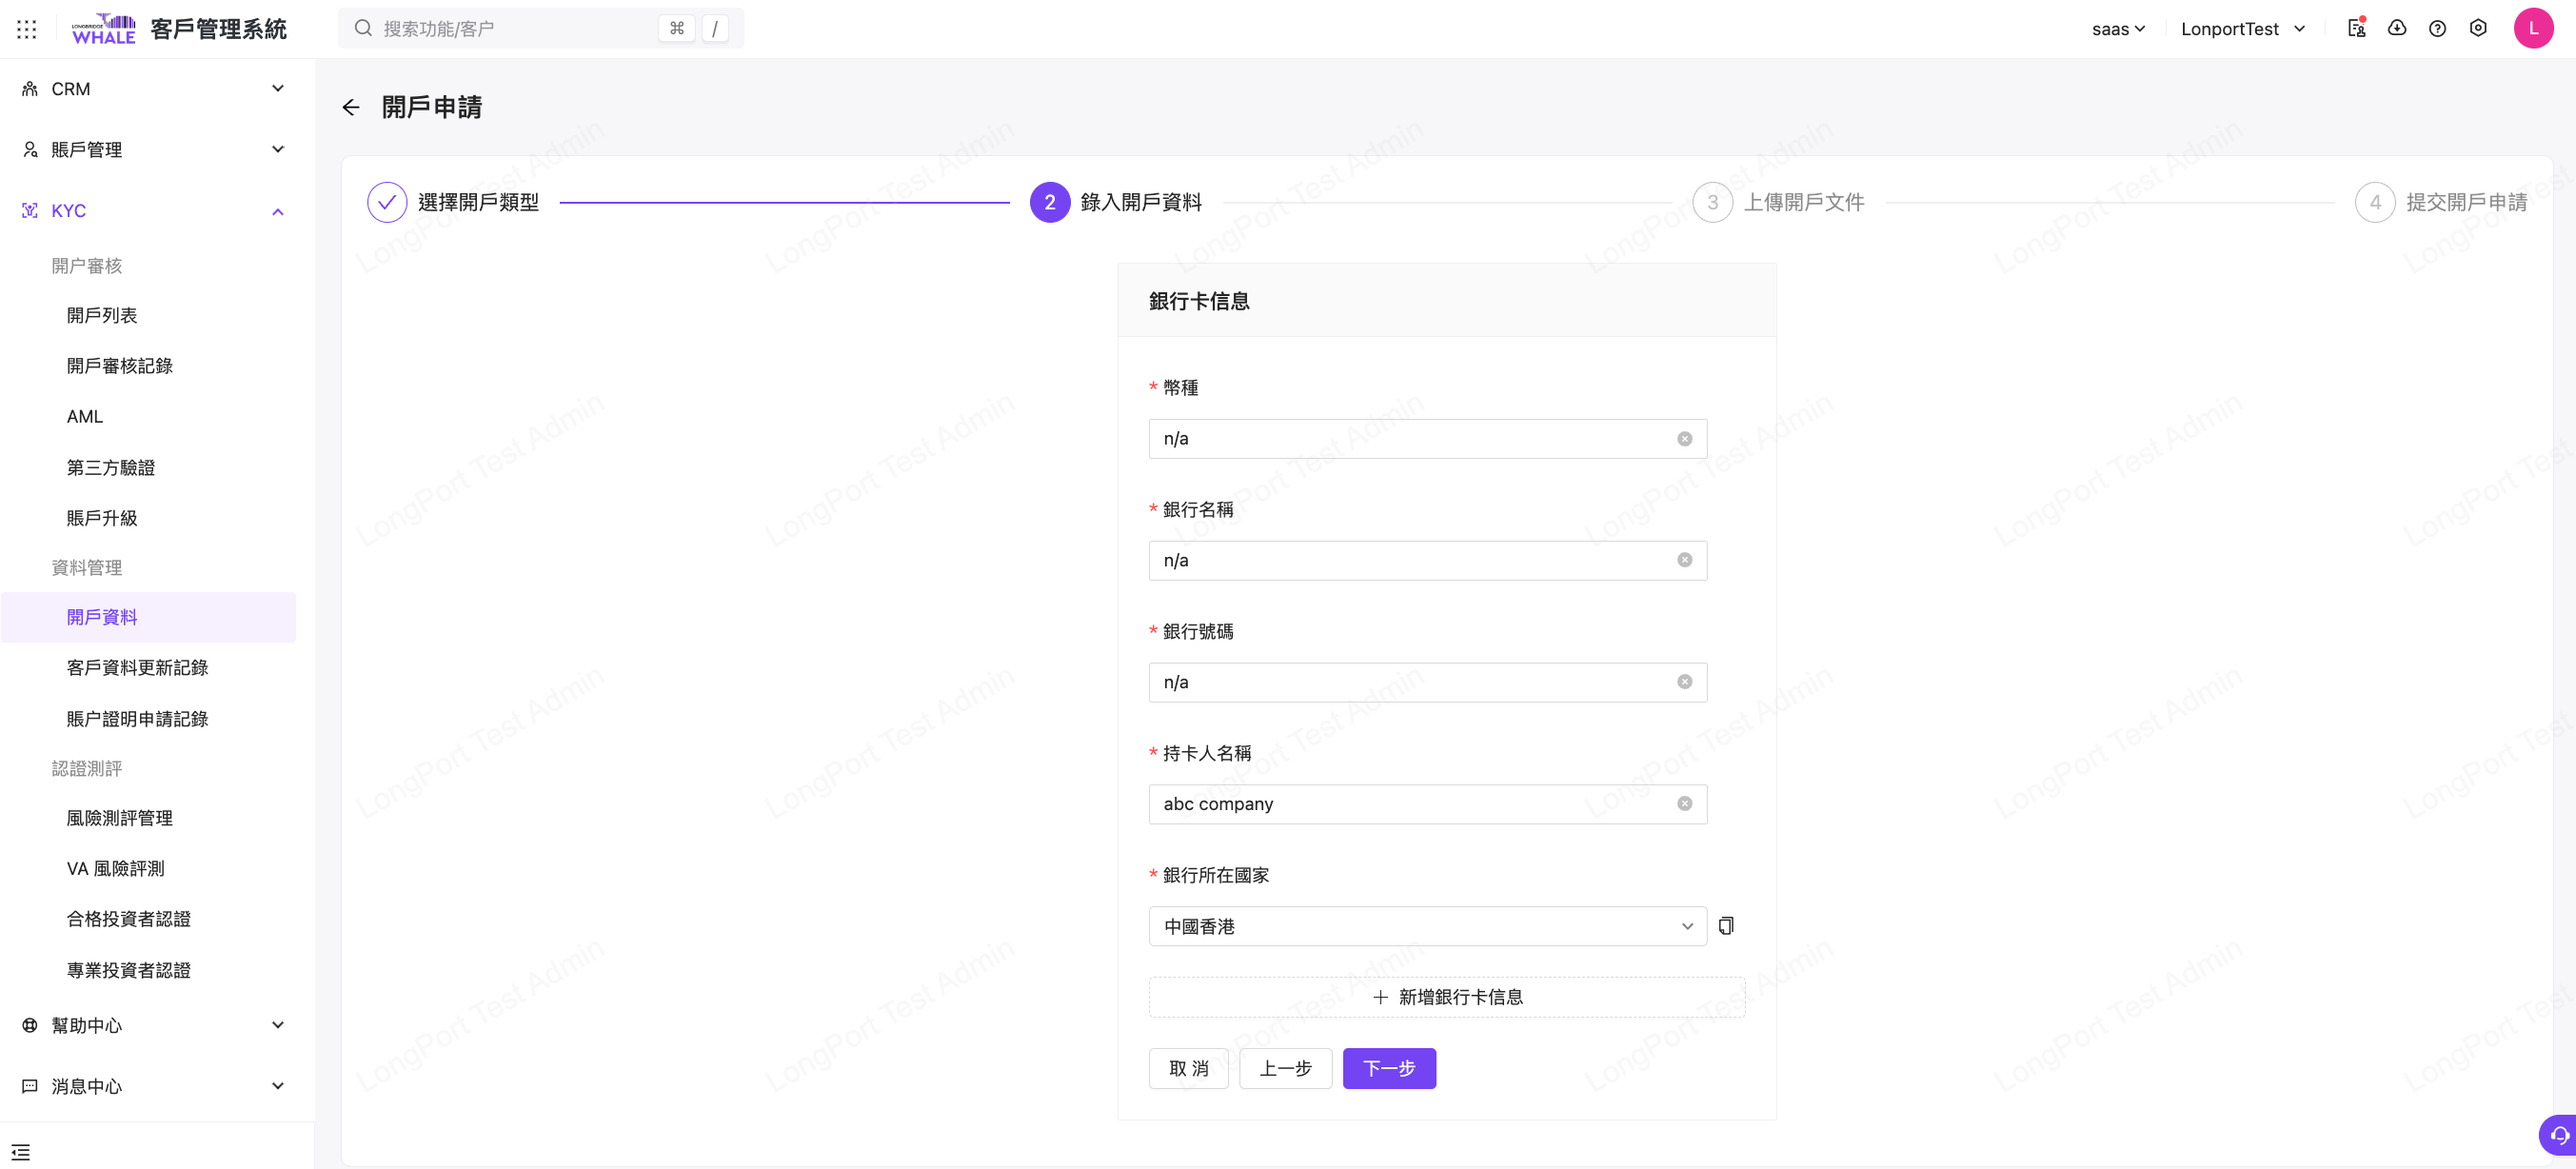 LONGBRIDGE
WHALE
客戶管理系統
搜索功能/客户
⌘
/
saas
LonportTest
L
CRM
賬戶管理
KYC
開户審核
開戶列表
開戶審核記錄
AML
第三方驗證
賬戶升級
資料管理
開戶資料
客戶資料更新記錄
賬户證明申請記錄
認證測評
風險測評管理
VA 風險評測
合格投資者認證
專業投資者認證
幫助中心
消息中心
開戶申請
選擇開戶類型
2
錄入開戶資料
3
上傳開戶文件
4
提交開戶申請
銀行卡信息
* 幣種
n/a
* 銀行名稱
n/a
* 銀行號碼
n/a
* 持卡人名稱
abc company
* 銀行所在國家
中國香港
新增銀行卡信息
取 消
上一步
下一步
LongPort Test Admin